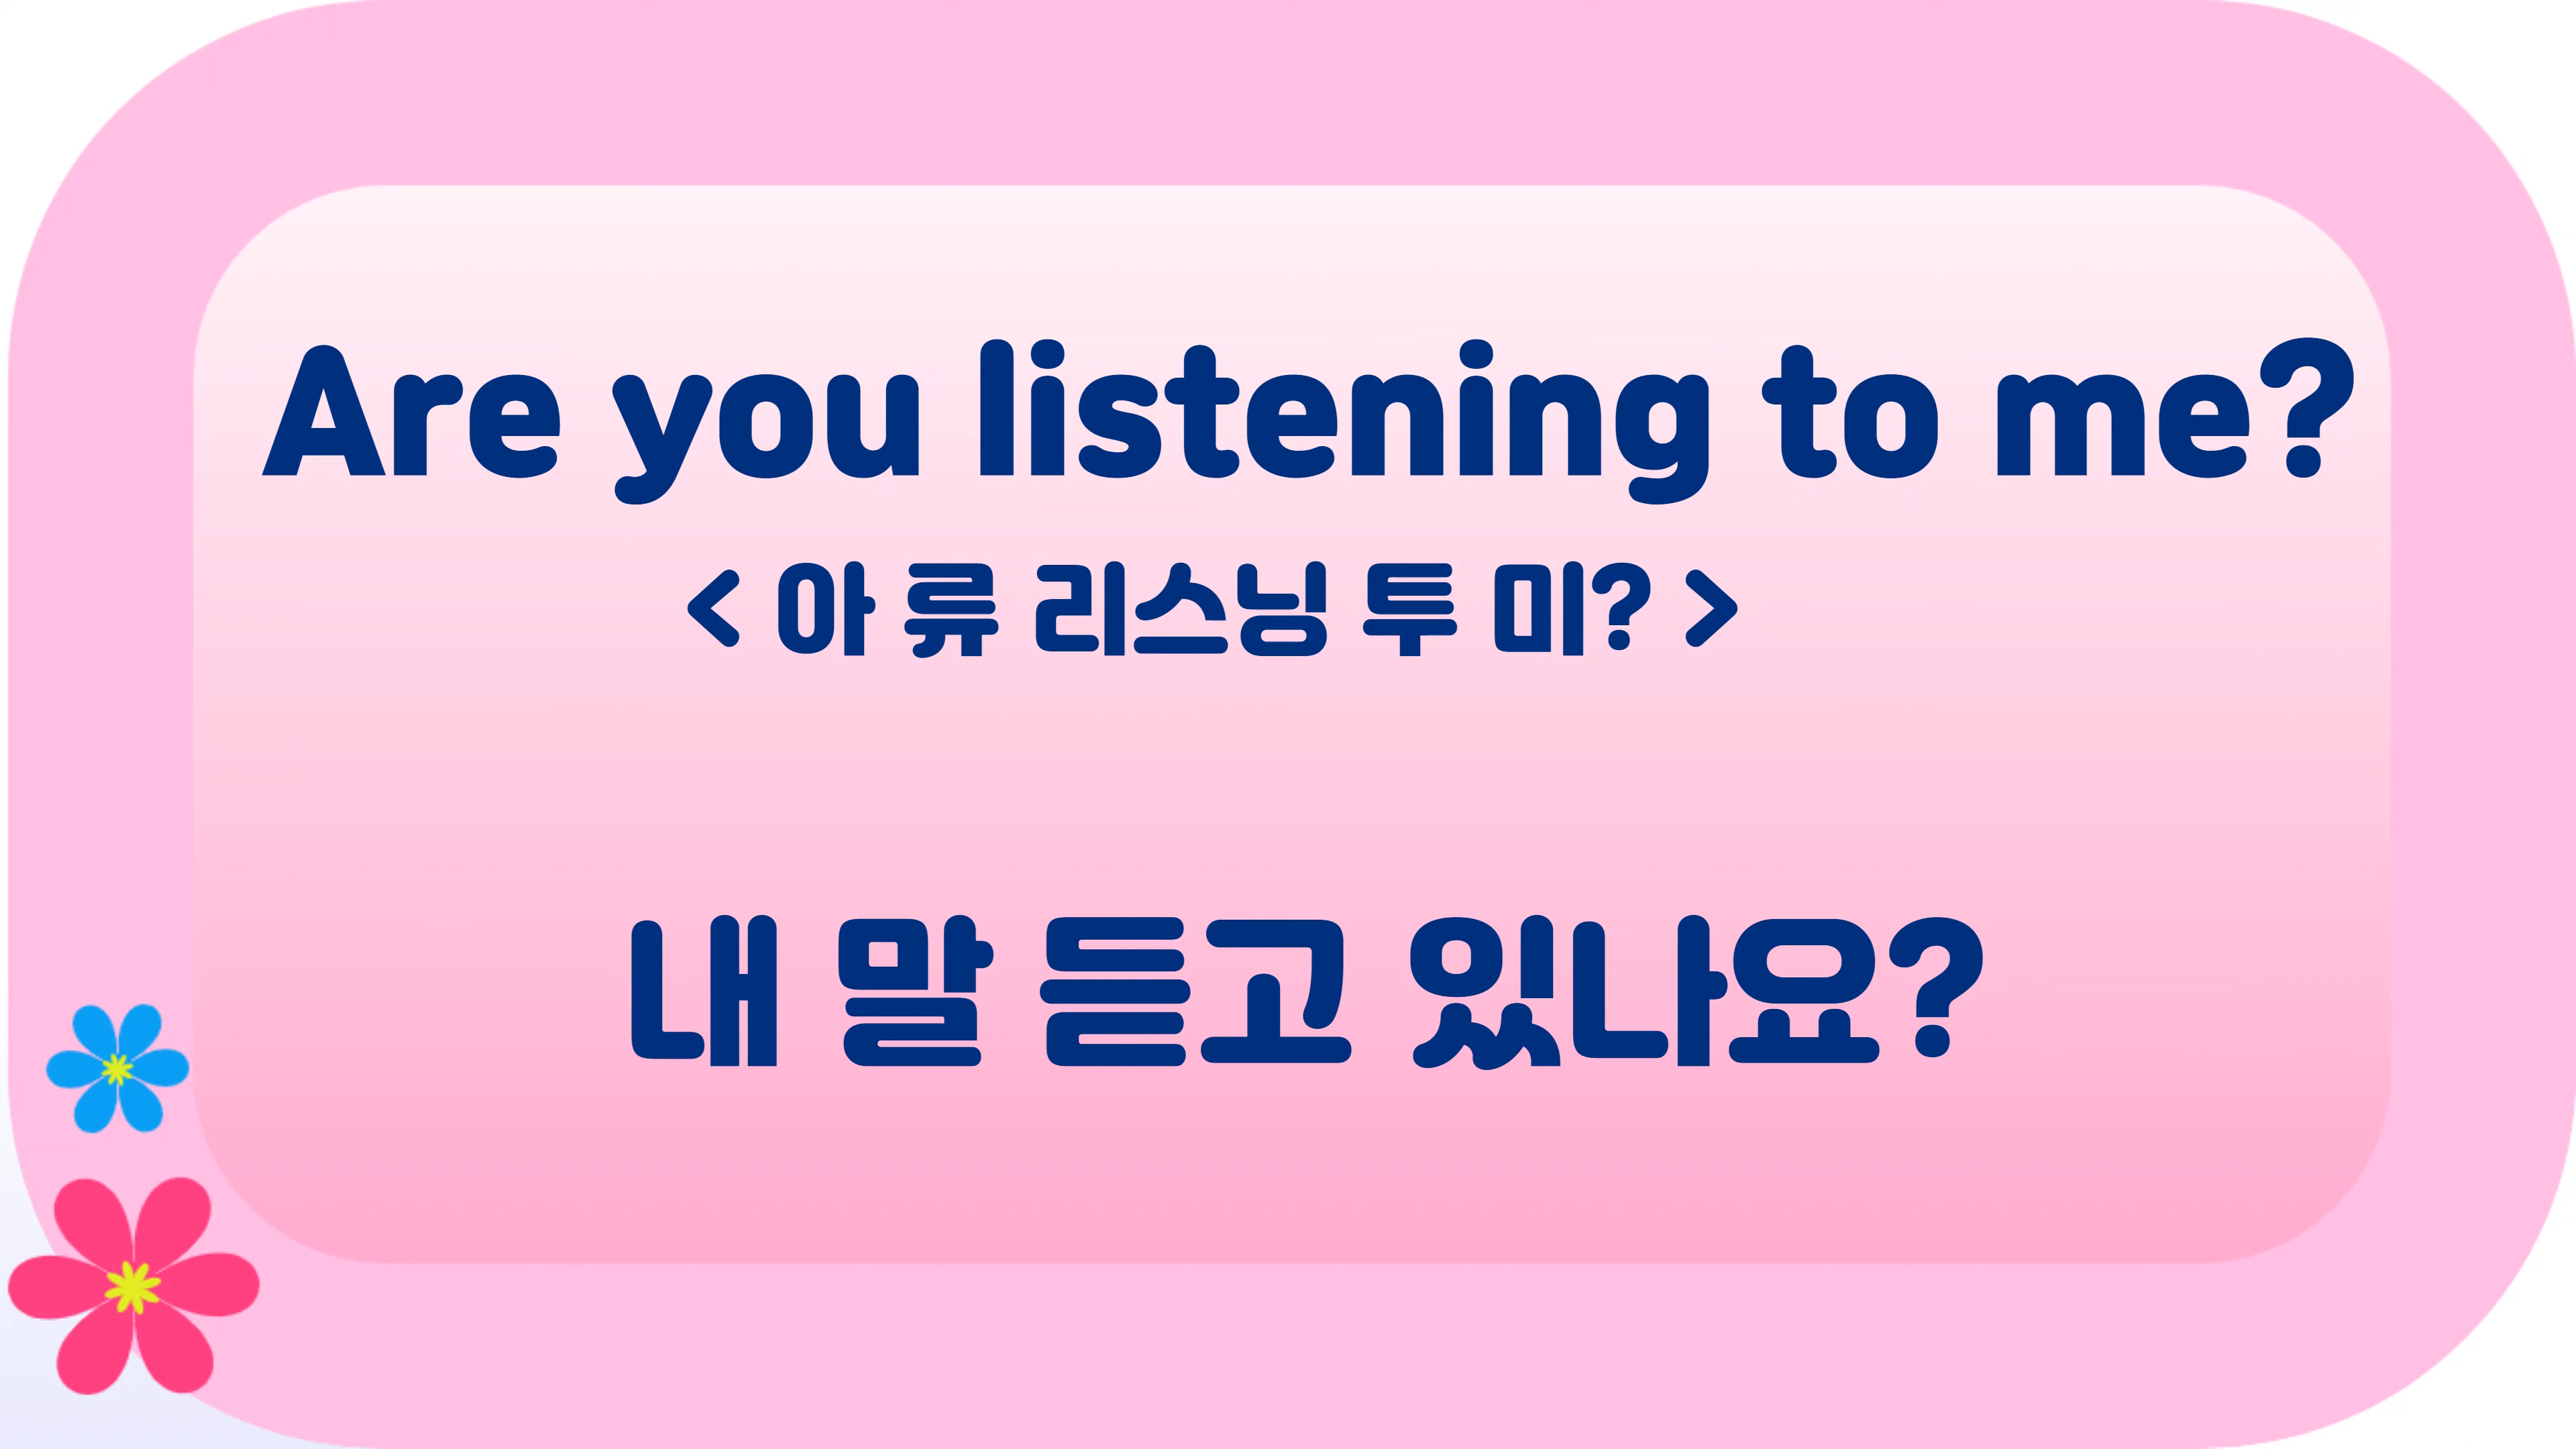 Are you listening to me?
< 아 류 리스닝 투 미? >
내 말 듣고 있나요?